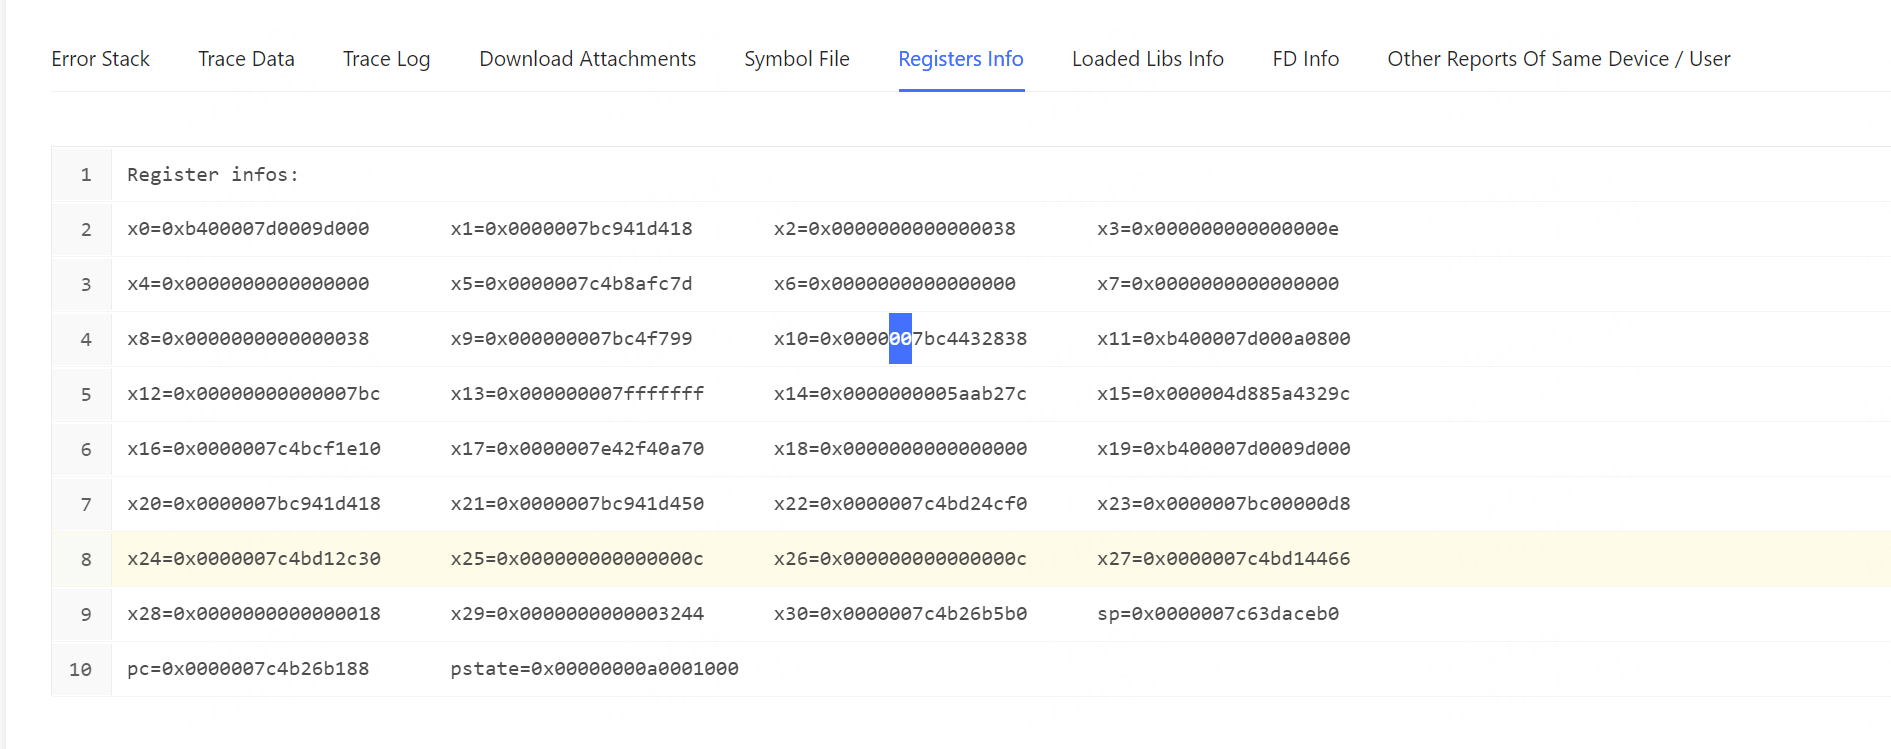 Error Stack Trace Data Trace Log Download Attachments Symbol File Registers Info Loaded Libs Info FD Info Other Reports Of Same Device / User
1 Register infos:
2 x0=0xb400007d0009d000 x1=0x0000007bc941d418 x2=0x0000000000000038 x3=0x000000000000000e
3 x4=0x0000000000000000 x5=0x0000007c4b8afc7d x6=0x0000000000000000 x7=0x0000000000000000
4 x8=0x0000000000000038 x9=0x000000007bc4f799 x10=0x0000007bc4432838 x11=0xb400007d000a0800
5 x12=0x00000000000007bc x13=0x000000007fffffff x14=0x0000000005aab27c x15=0x000004d885a4329c
6 x16=0x0000007c4bcf1e10 x17=0x0000007e42f40a70 x18=0x0000000000000000 x19=0xb400007d0009d000
7 x20=0x0000007bc941d418 x21=0x0000007bc941d450 x22=0x0000007c4bd24cf0 x23=0x0000007bc00000d8
8 x24=0x0000007c4bd12c30 x25=0x000000000000000c x26=0x000000000000000c x27=0x0000007c4bd14466
9 x28=0x0000000000000018 x29=0x0000000000003244 x30=0x0000007c4b26b5b0 sp=0x0000007c63daceb0
10 pc=0x0000007c4b26b188 pstate=0x00000000a0001000